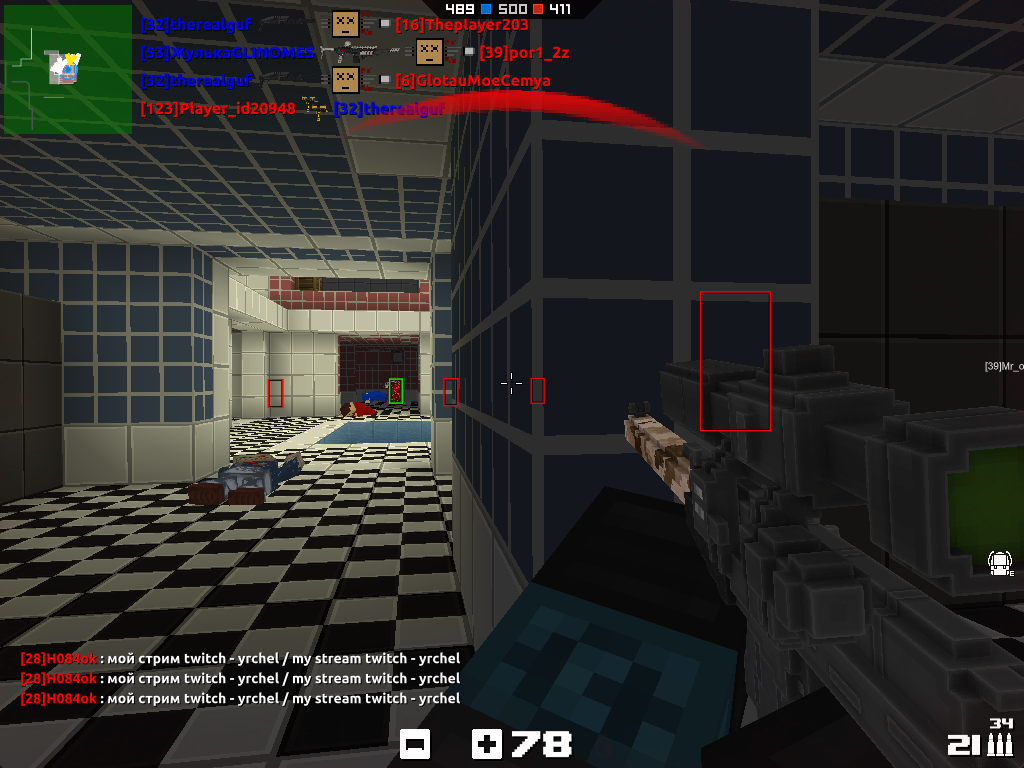 489 500 411
[32]therealguf [16]Theplayer203
[53]ЖулькаGL1NOMES [39]por1_2z
[32]therealguf [6]GlotauMoeCemya
[123]Player_id20948 [32]therealguf
[39]Mr_o
E
[28]H084ok : мой стрим twitch - yrchel / my stream twitch - yrchel
[28]H084ok : мой стрим twitch - yrchel / my stream twitch - yrchel
[28]H084ok : мой стрим twitch - yrchel / my stream twitch - yrchel
34
78
21